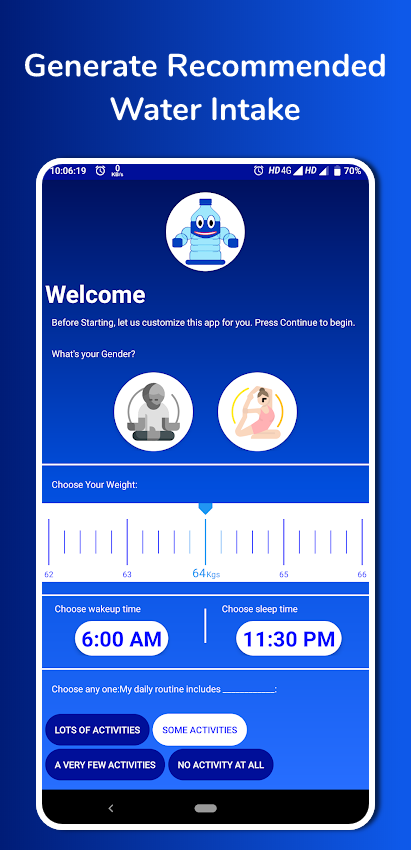 Generate Recommended
Water Intake
10:06:19 0 KB/s HD 4G HD 70%
Welcome
Before Starting, let us customize this app for you. Press Continue to begin.
What's your Gender?
Choose Your Weight:
62 63 64 Kgs 65 66
Choose wakeup time Choose sleep time
6:00 AM 11:30 PM
Choose any one:My daily routine includes ____________:
LOTS OF ACTIVITIES SOME ACTIVITIES
A VERY FEW ACTIVITIES NO ACTIVITY AT ALL